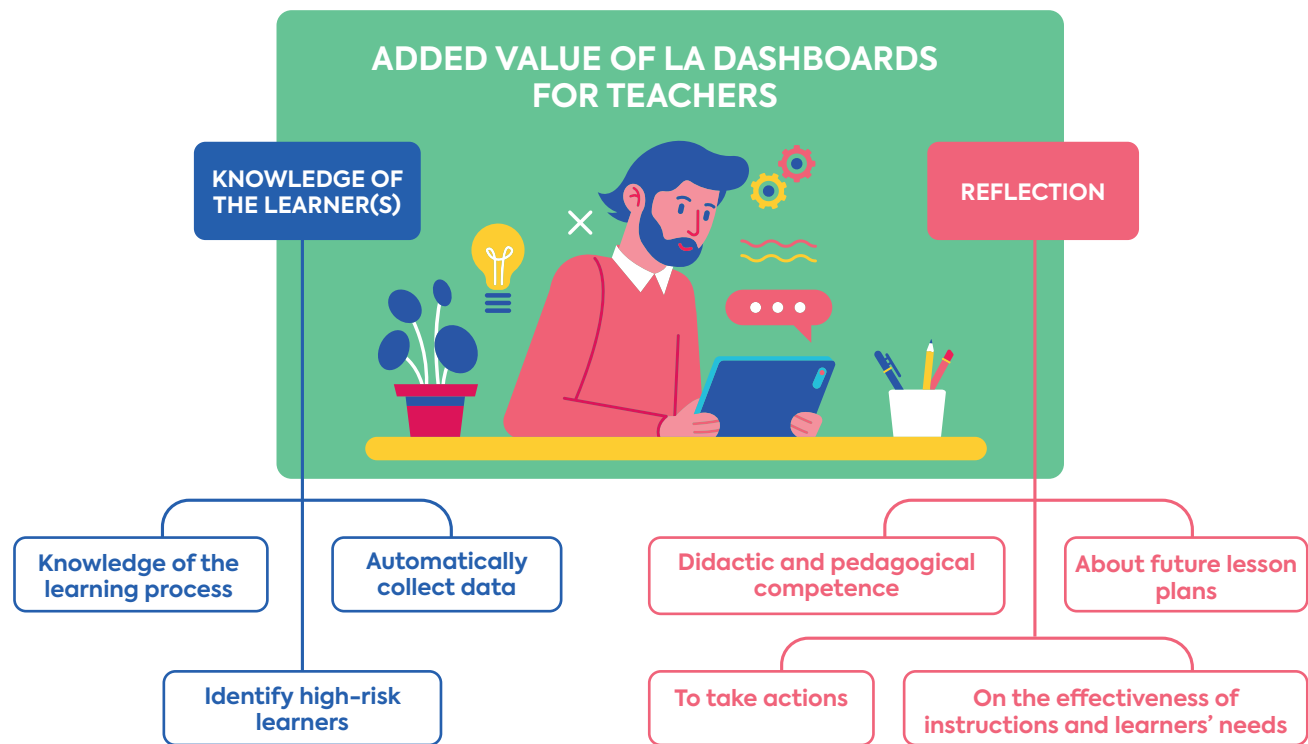 ADDED VALUE OF LA DASHBOARDS
FOR TEACHERS
KNOWLEDGE OF
THE LEARNER(S)
REFLECTION
Knowledge of the
learning process
Automatically
collect data
Identify high-risk
learners
Didactic and pedagogical
competence
About future lesson
plans
To take actions
On the effectiveness of
instructions and learners’ needs